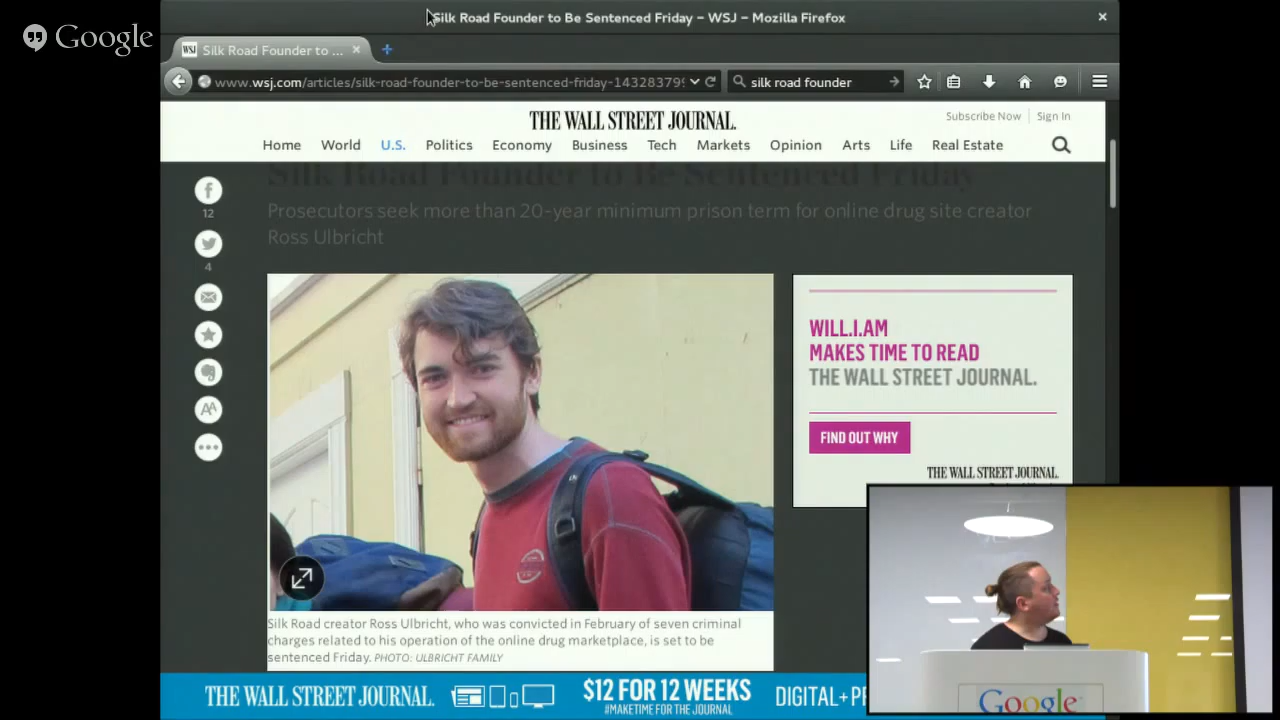 Google
Silk Road Founder to Be Sentenced Friday – WSJ – Mozilla Firefox
WSJ Silk Road Founder to ...
www.wsj.com/articles/silk-road-founder-to-be-sentenced-friday-143283799
silk road founder
THE WALL STREET JOURNAL.
Subscribe Now
Sign In
Home World U.S. Politics Economy Business Tech Markets Opinion Arts Life Real Estate
Silk Road Founder to Be Sentenced Friday
Prosecutors seek more than 20-year minimum prison term for online drug site creator
Ross Ulbricht
12
4
AA
WILL.I.AM
MAKES TIME TO READ
THE WALL STREET JOURNAL.
FIND OUT WHY
THE WALL STREET JOURNAL.
Silk Road creator Ross Ulbricht, who was convicted in February of seven criminal
charges related to his operation of the online drug marketplace, is set to be
sentenced Friday. PHOTO: ULBRICHT FAMILY
THE WALL STREET JOURNAL.
$12 FOR 12 WEEKS
#MAKETIME FOR THE JOURNAL
DIGITAL+PR
Google